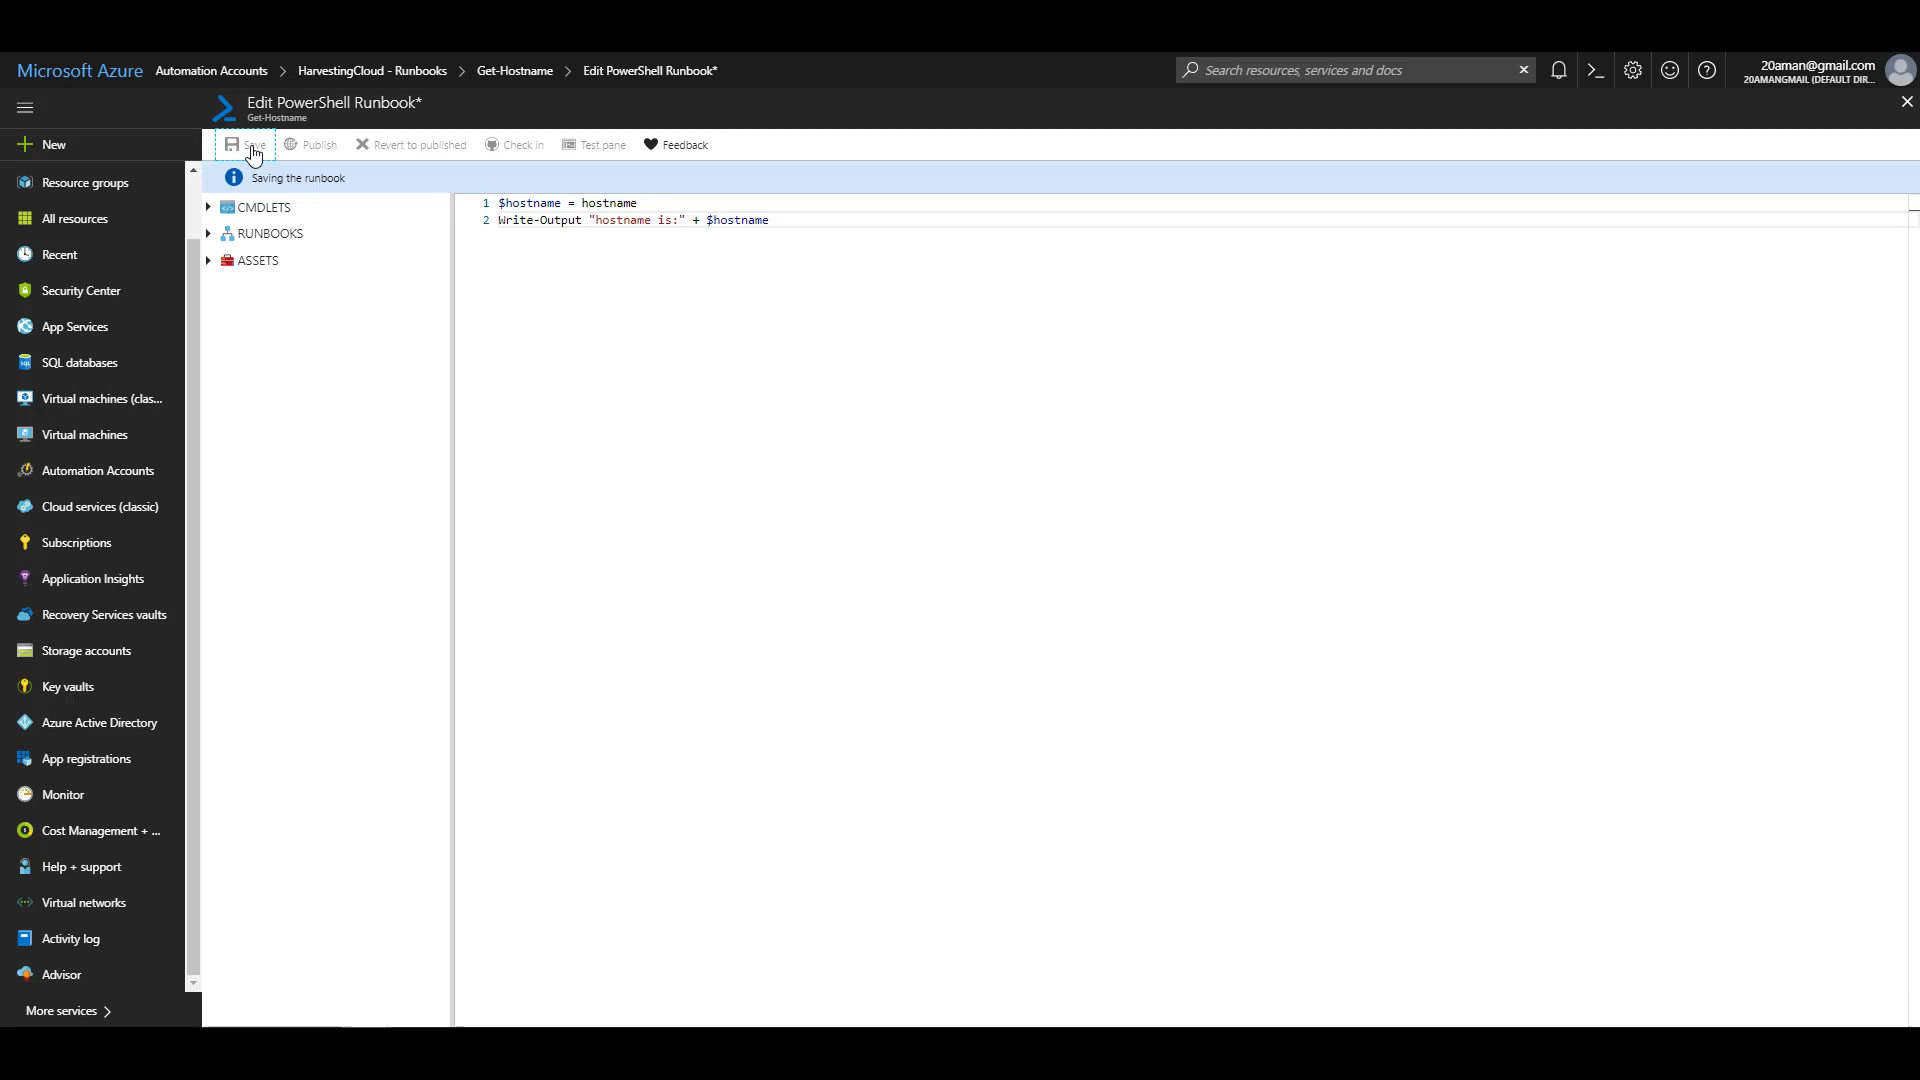 Microsoft Azure Automation Accounts > HarvestingCloud - Runbooks > Get-Hostname > Edit PowerShell Runbook*
Search resources, services and docs
20aman@gmail.com
20AMANGMAIL (DEFAULT DIR...
Edit PowerShell Runbook*
Get-Hostname
New
Save
Publish
Revert to published
Check in
Test pane
Feedback
Saving the runbook
Resource groups
All resources
Recent
Security Center
App Services
SQL databases
Virtual machines (clas...
Virtual machines
Automation Accounts
Cloud services (classic)
Subscriptions
Application Insights
Recovery Services vaults
Storage accounts
Key vaults
Azure Active Directory
App registrations
Monitor
Cost Management + ...
Help + support
Virtual networks
Activity log
Advisor
More services >
CMDLETS
RUNBOOKS
ASSETS
1 $hostname = hostname
2 Write-Output "hostname is:" + $hostname